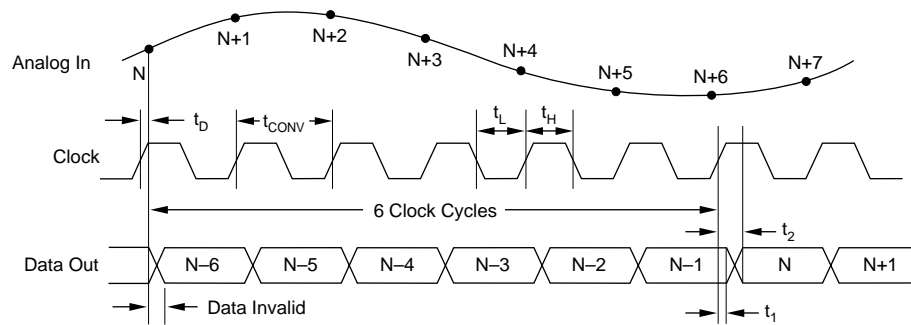 N+1
N+2
N+4
N+7
Analog In
N
N+3
N+5
N+6
t_D
t_CONV
t_L
t_H
Clock
6 Clock Cycles
t_2
Data Out
N–6
N–5
N–4
N–3
N–2
N–1
N
N+1
Data Invalid
t_1